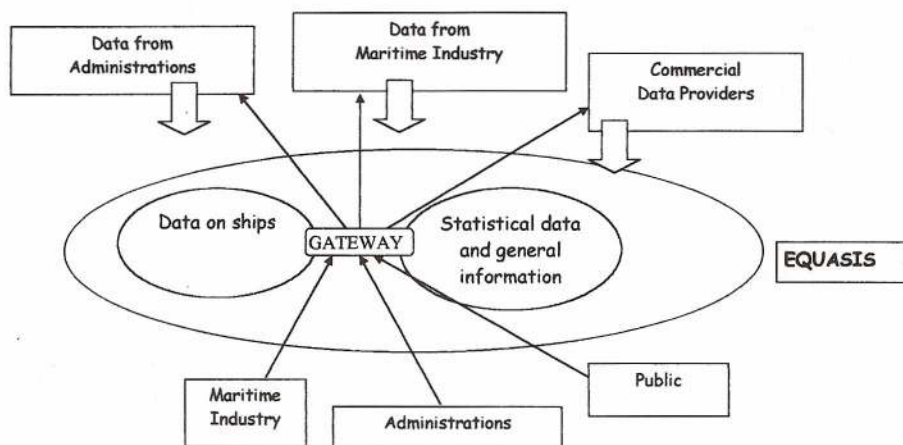 Data from
Administrations
Data from
Maritime Industry
Commercial
Data Providers
Data on ships
GATEWAY
Statistical data
and general
information
EQUASIS
Maritime
Industry
Administrations
Public